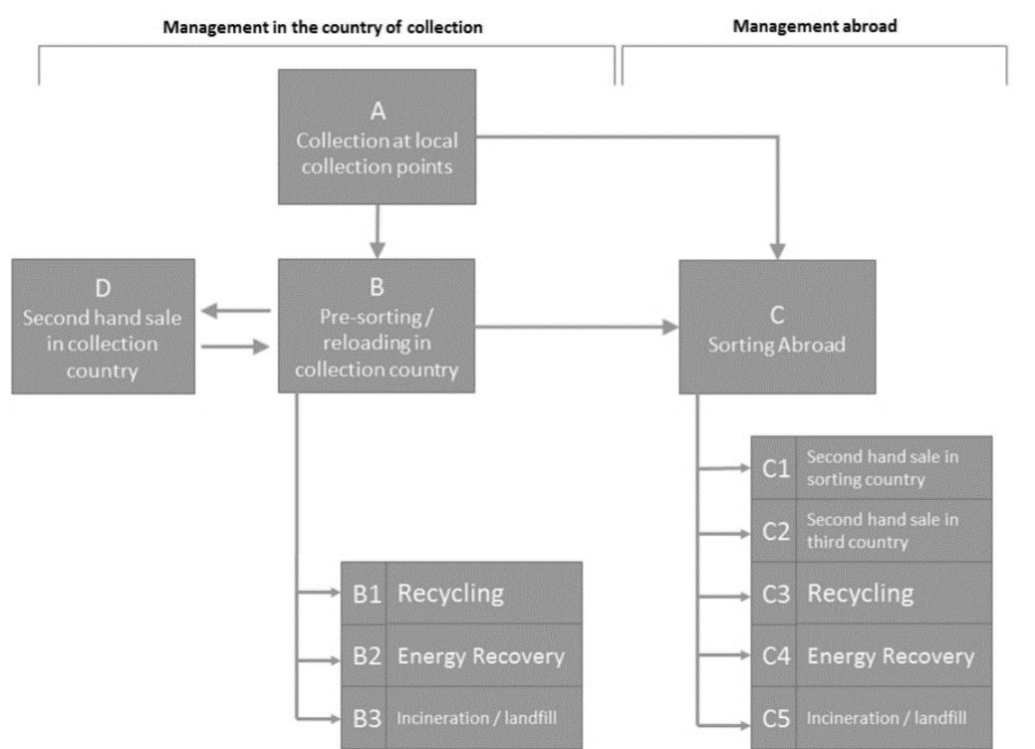 Management in the country of collection
Management abroad
A
Collection at local
collection points
D
Second hand sale
in collection
country
B
Pre-sorting /
reloading in
collection country
C
Sorting Abroad
B1 Recycling
B2 Energy Recovery
B3 Incineration / landfill
C1 Second hand sale in
sorting country
C2 Second hand sale in
third country
C3 Recycling
C4 Energy Recovery
C5 Incineration / landfill